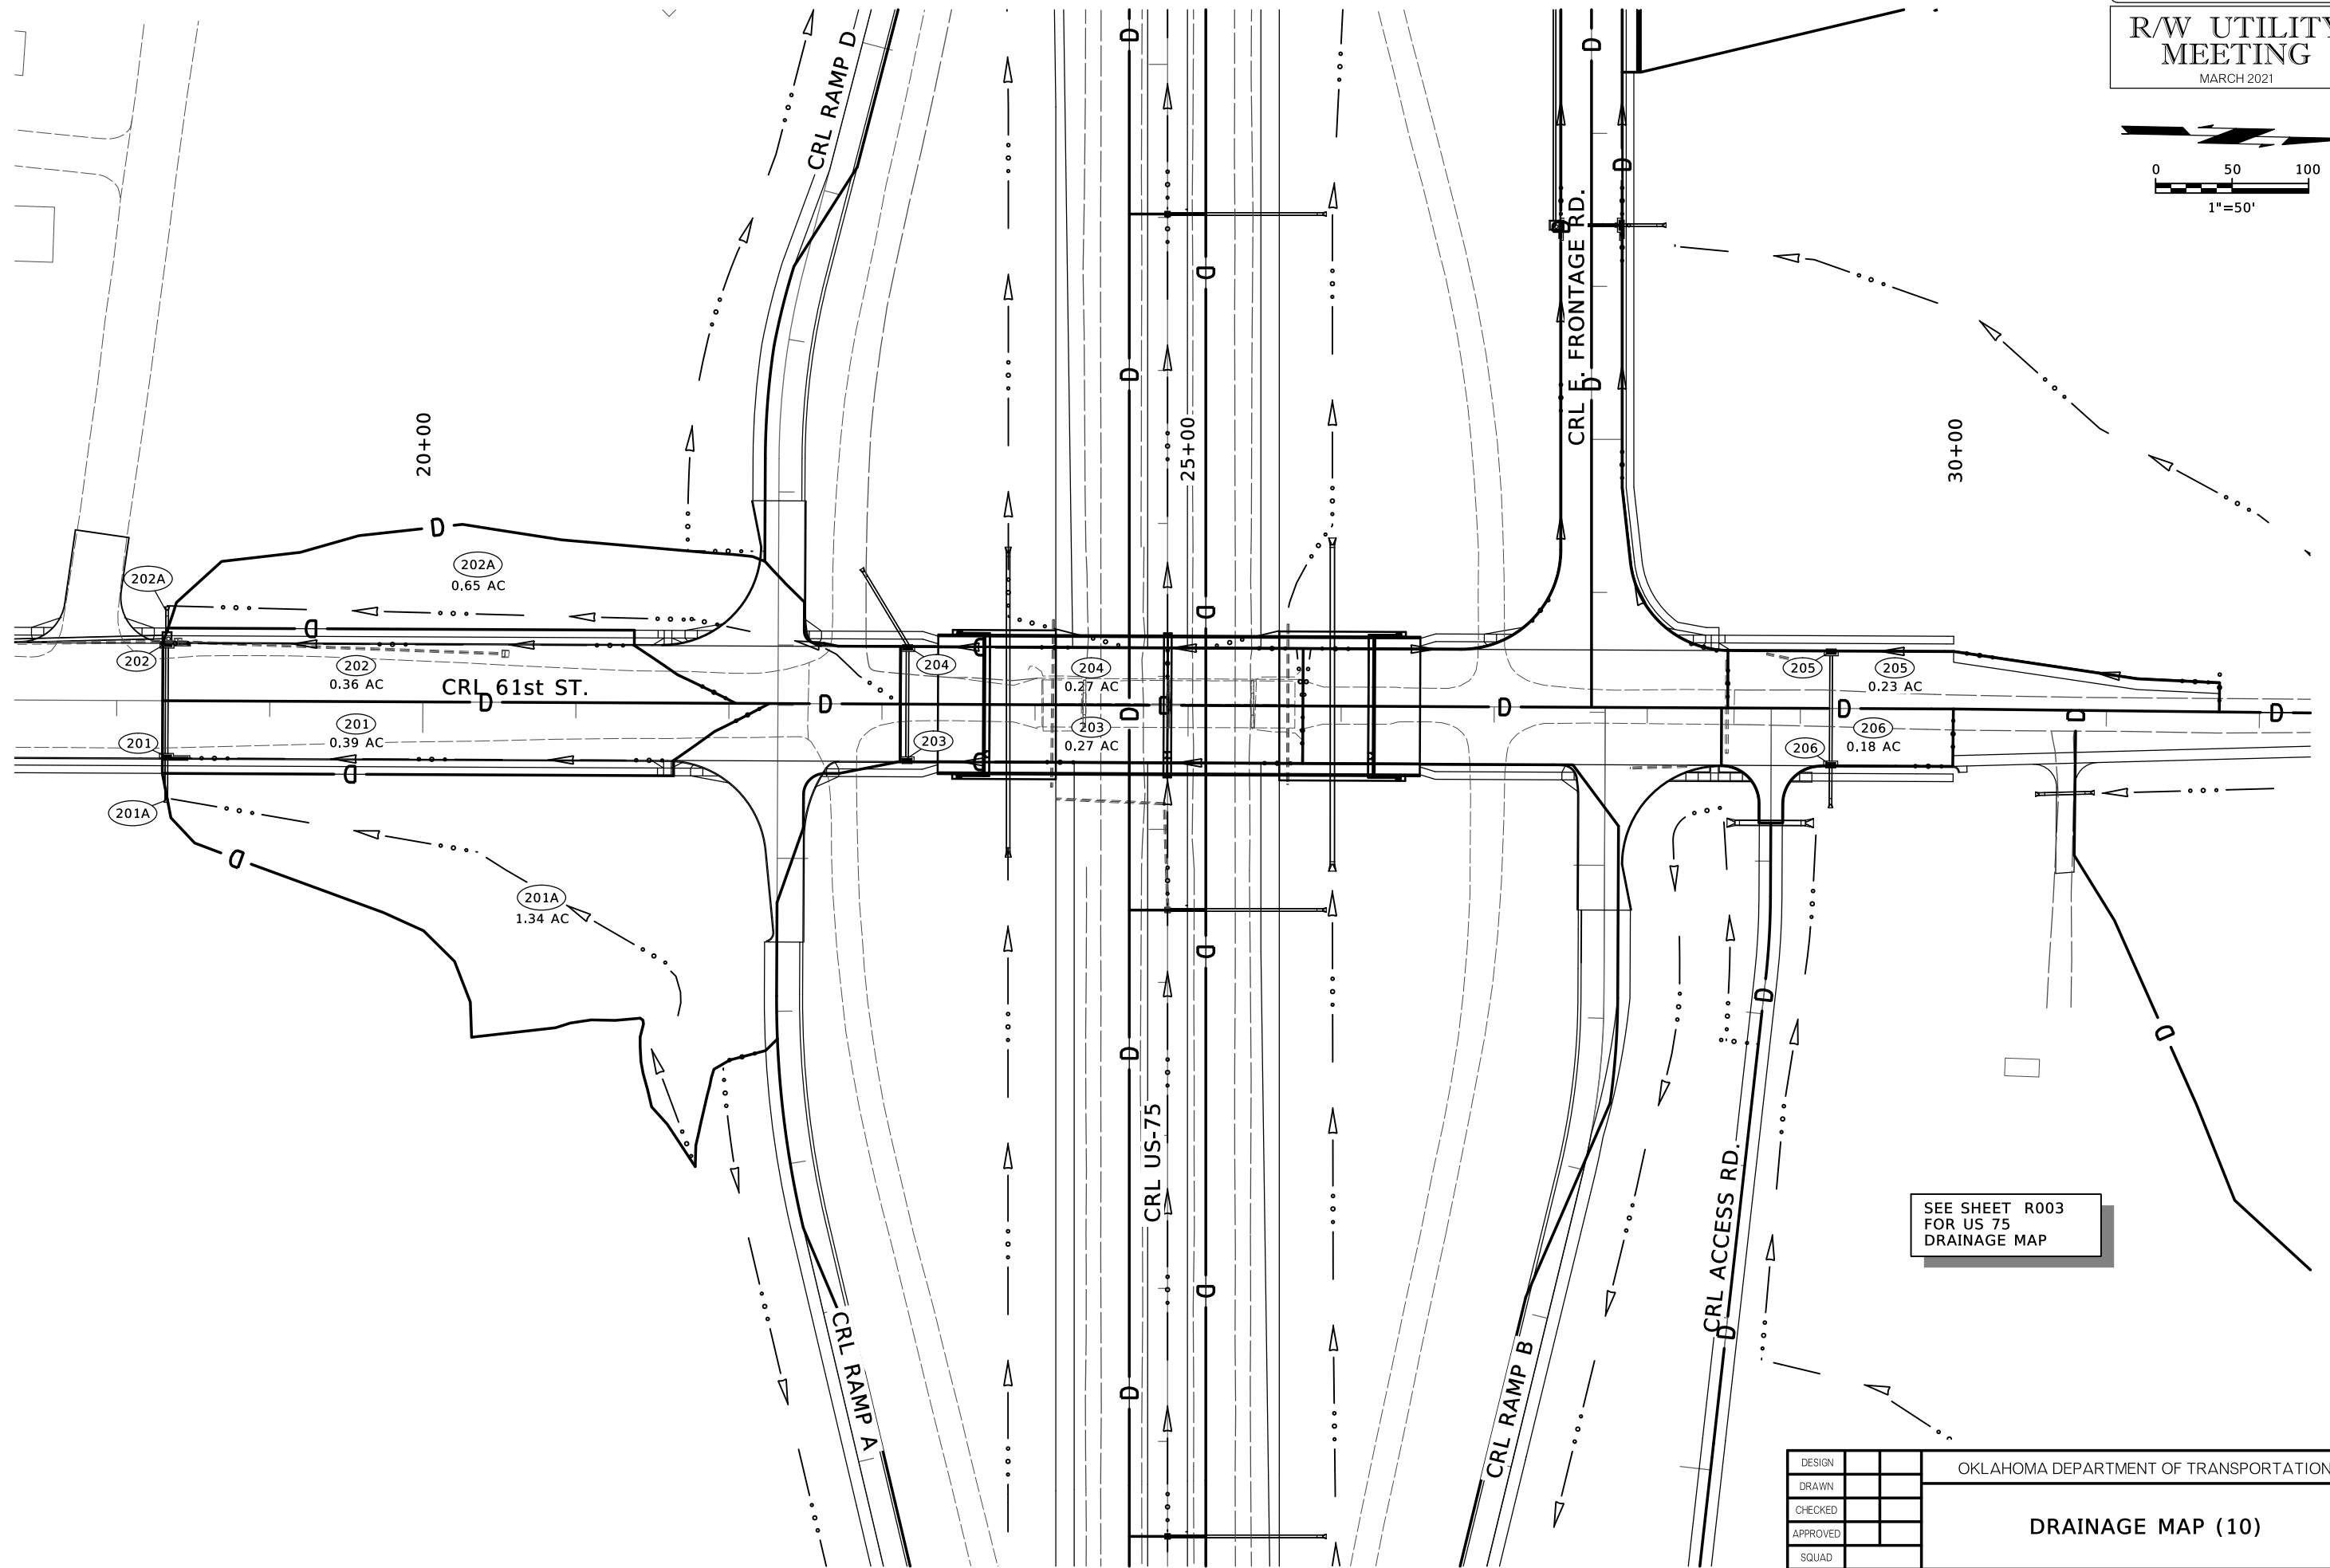 R/W UTILITY
MEETING
MARCH 2021
0 50 100
1"=50'
CRL RAMP D
D
D
D
CRL E. FRONTAGE RD.
D
D
D
D
D
20+00
25+00
30+00
D
202A
202A
0.65 AC
D
D
202
202
0.36 AC
CRL 61st ST.
D
D
201
0.39 AC
201
D
201A
D
201A
1.34 AC
204
D
204
0.27 AC
D
D
203
0.27 AC
203
D
D
205
205
0.23 AC
D
206
0.18 AC
206
D
D
D
D
D
D
D
D
D
CRL US-75
CRL RAMP A
CRL RAMP B
CRL ACCESS RD.
D
SEE SHEET R003
FOR US 75
DRAINAGE MAP
DESIGN
DRAWN
CHECKED
APPROVED
SQUAD
OKLAHOMA DEPARTMENT OF TRANSPORTATION
DRAINAGE MAP (10)